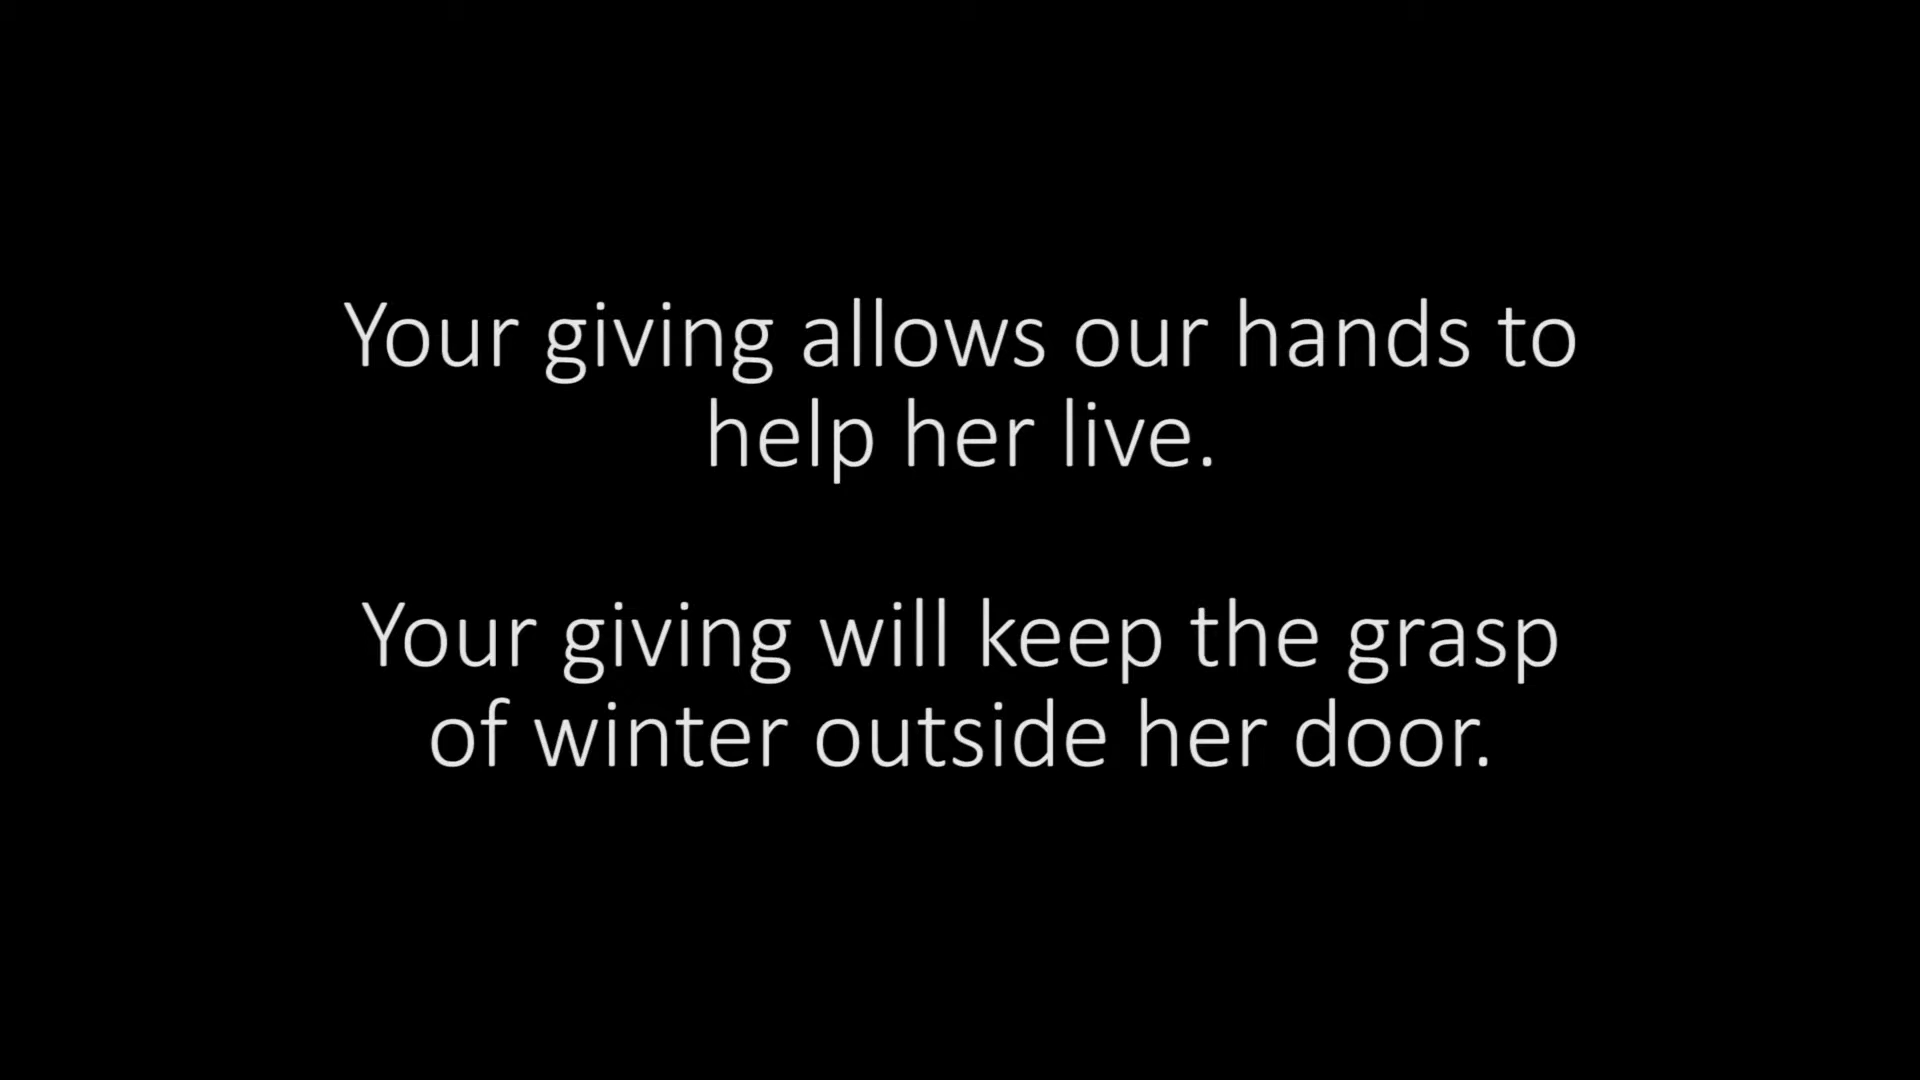 Your giving allows our hands to
help her live.
Your giving will keep the grasp
of winter outside her door.